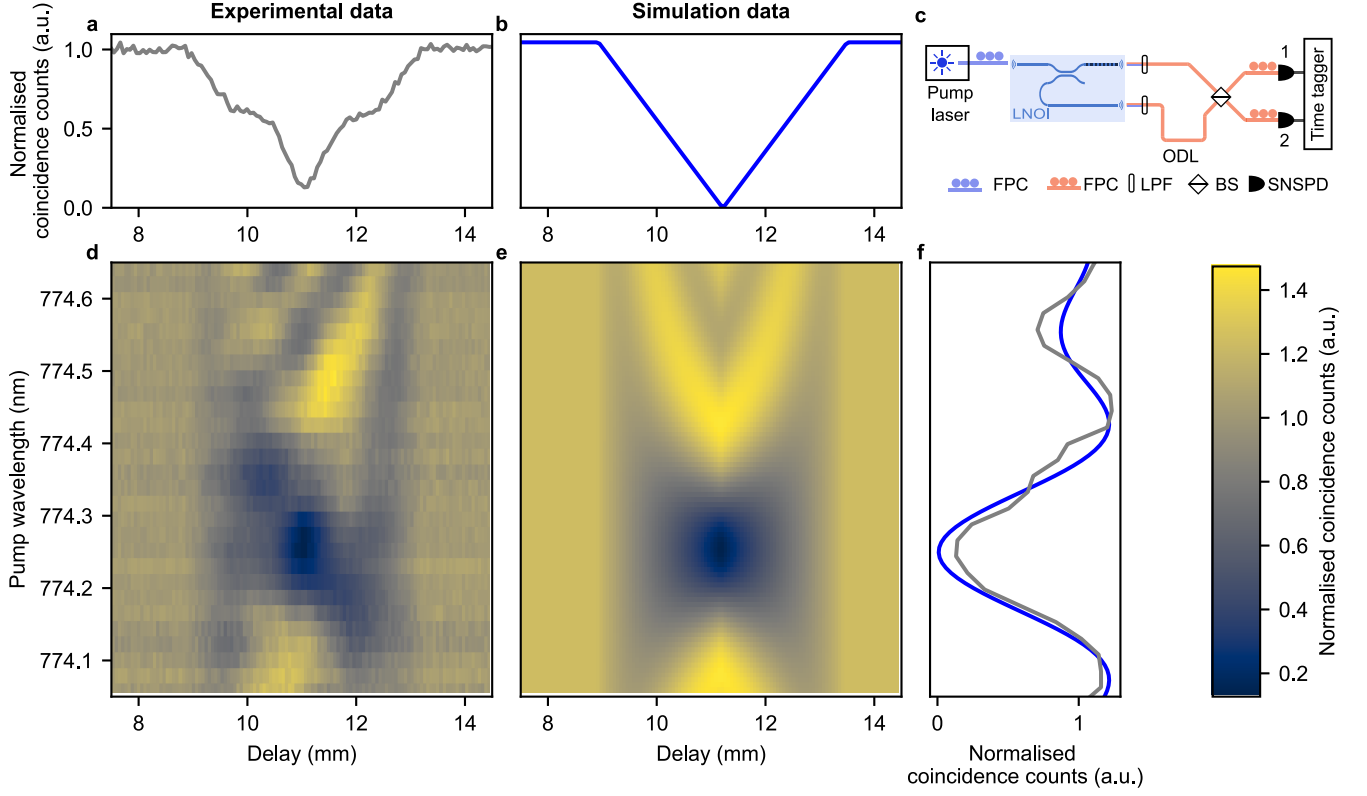 Experimental data
Simulation data
a
b
c
Normalised
coincidence counts (a.u.)
1.0
0.5
0.0
8
10
12
14
8
10
12
14
Pump
laser
LNOI
ODL
1
2
Time tagger
FPC
FPC
LPF
BS
SNSPD
d
e
f
Pump wavelength (nm)
774.6
774.5
774.4
774.3
774.2
774.1
8
10
12
14
Delay (mm)
8
10
12
14
Delay (mm)
0
1
Normalised
coincidence counts (a.u.)
1.4
1.2
1.0
0.8
0.6
0.4
0.2
Normalised coincidence counts (a.u.)